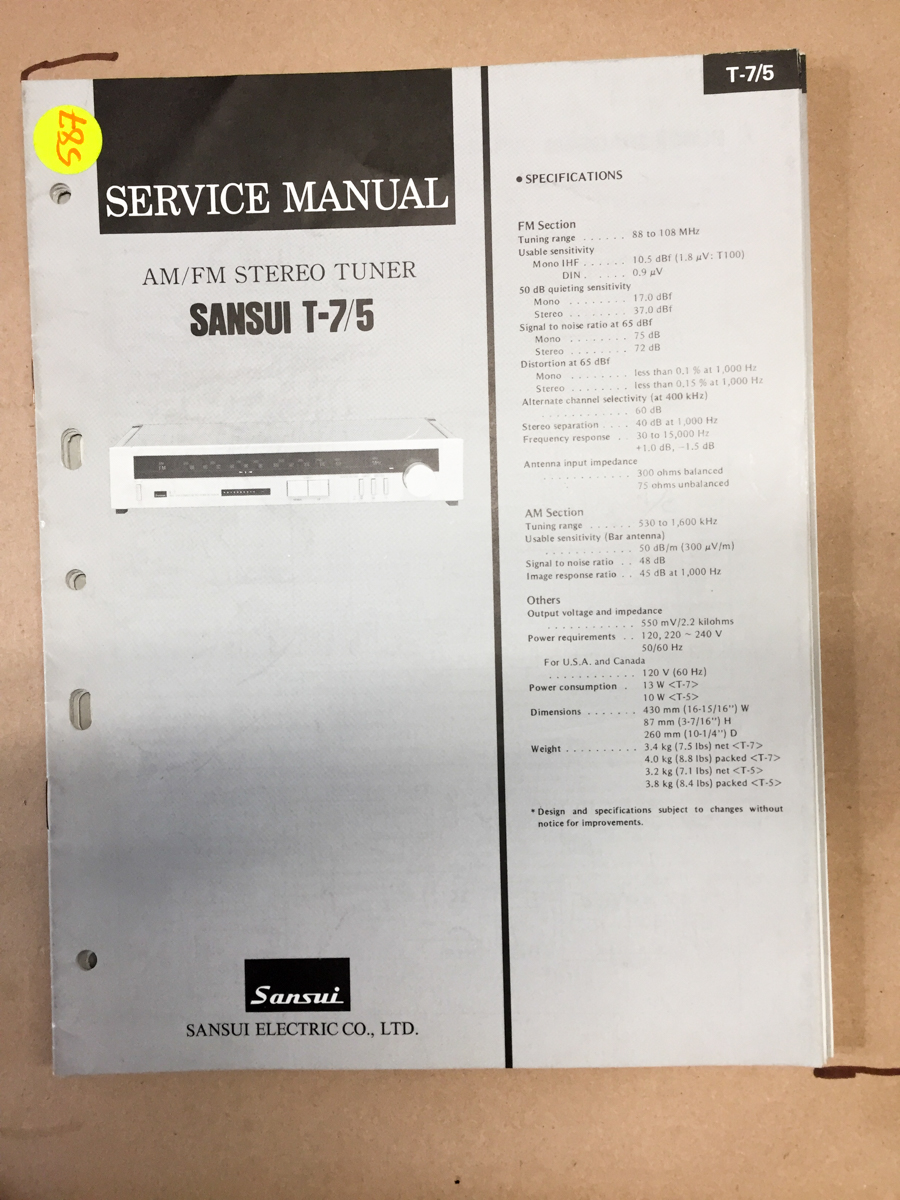 587
SERVICE MANUAL
AM/FM STEREO TUNER
SANSUI T-7/5
Sansui
SANSUI ELECTRIC CO., LTD.
T-7/5
● SPECIFICATIONS
FM Section
Tuning range . . . . . . 88 to 108 MHz
Usable sensitivity
Mono IHF . . . . . . 10.5 dBf (1.8 μV: T100)
DIN . . . . . . 0.9 μV
50 dB quieting sensitivity
Mono . . . . . . . . 17.0 dBf
Stereo . . . . . . . . 37.0 dBf
Signal to noise ratio at 65 dBf
Mono . . . . . . . . 75 dB
Stereo . . . . . . . . 72 dB
Distortion at 65 dBf
Mono . . . . . . . . less than 0.1 % at 1,000 Hz
Stereo . . . . . . . . less than 0.15 % at 1,000 Hz
Alternate channel selectivity (at 400 kHz)
. . . . . . . . . . . . 60 dB
Stereo separation . . . . 40 dB at 1,000 Hz
Frequency response . . 30 to 15,000 Hz
+1.0 dB, −1.5 dB
Antenna input impedance
. . . . . . . . . . . . 300 ohms balanced
75 ohms unbalanced
AM Section
Tuning range . . . . . . 530 to 1,600 kHz
Usable sensitivity (Bar antenna)
. . . . . . . . . . . . 50 dB/m (300 μV/m)
Signal to noise ratio . . 48 dB
Image response ratio . . 45 dB at 1,000 Hz
Others
Output voltage and impedance
. . . . . . . . . . . . 550 mV/2.2 kilohms
Power requirements . . 120, 220 ~ 240 V
50/60 Hz
For U.S.A. and Canada
. . . . . . . . . . . . 120 V (60 Hz)
Power consumption . 13 W <T-7>
10 W <T-5>
Dimensions . . . . . . . 430 mm (16-15/16") W
87 mm (3-7/16") H
260 mm (10-1/4") D
Weight . . . . . . . . . . 3.4 kg (7.5 lbs) net <T-7>
4.0 kg (8.8 lbs) packed <T-7>
3.2 kg (7.1 lbs) net <T-5>
3.8 kg (8.4 lbs) packed <T-5>
* Design and specifications subject to changes without
notice for improvements.